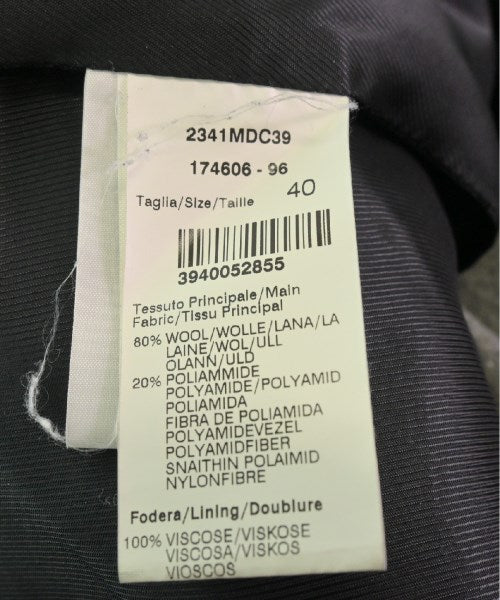 2341MDC39
174606 - 96
Taglia/Size/Taille 40
3940052855
Tessuto Principale/Main
Fabric/Tissu Principal
80% WOOL/WOLLE/LANA/LA
LAINE/WOL/ULL
OLANN/ULD
20% POLIAMMIDE
POLYAMIDE/POLYAMID
POLIAMIDA
FIBRA DE POLIAMIDA
POLYAMIDEVEZEL
POLYAMIDFIBER
SNAITHIN POLAIMID
NYLONFIBRE
Fodera/Lining/Doublure
100% VISCOSE/VISKOSE
VISCOSA/VISKOS
VIOSCOS